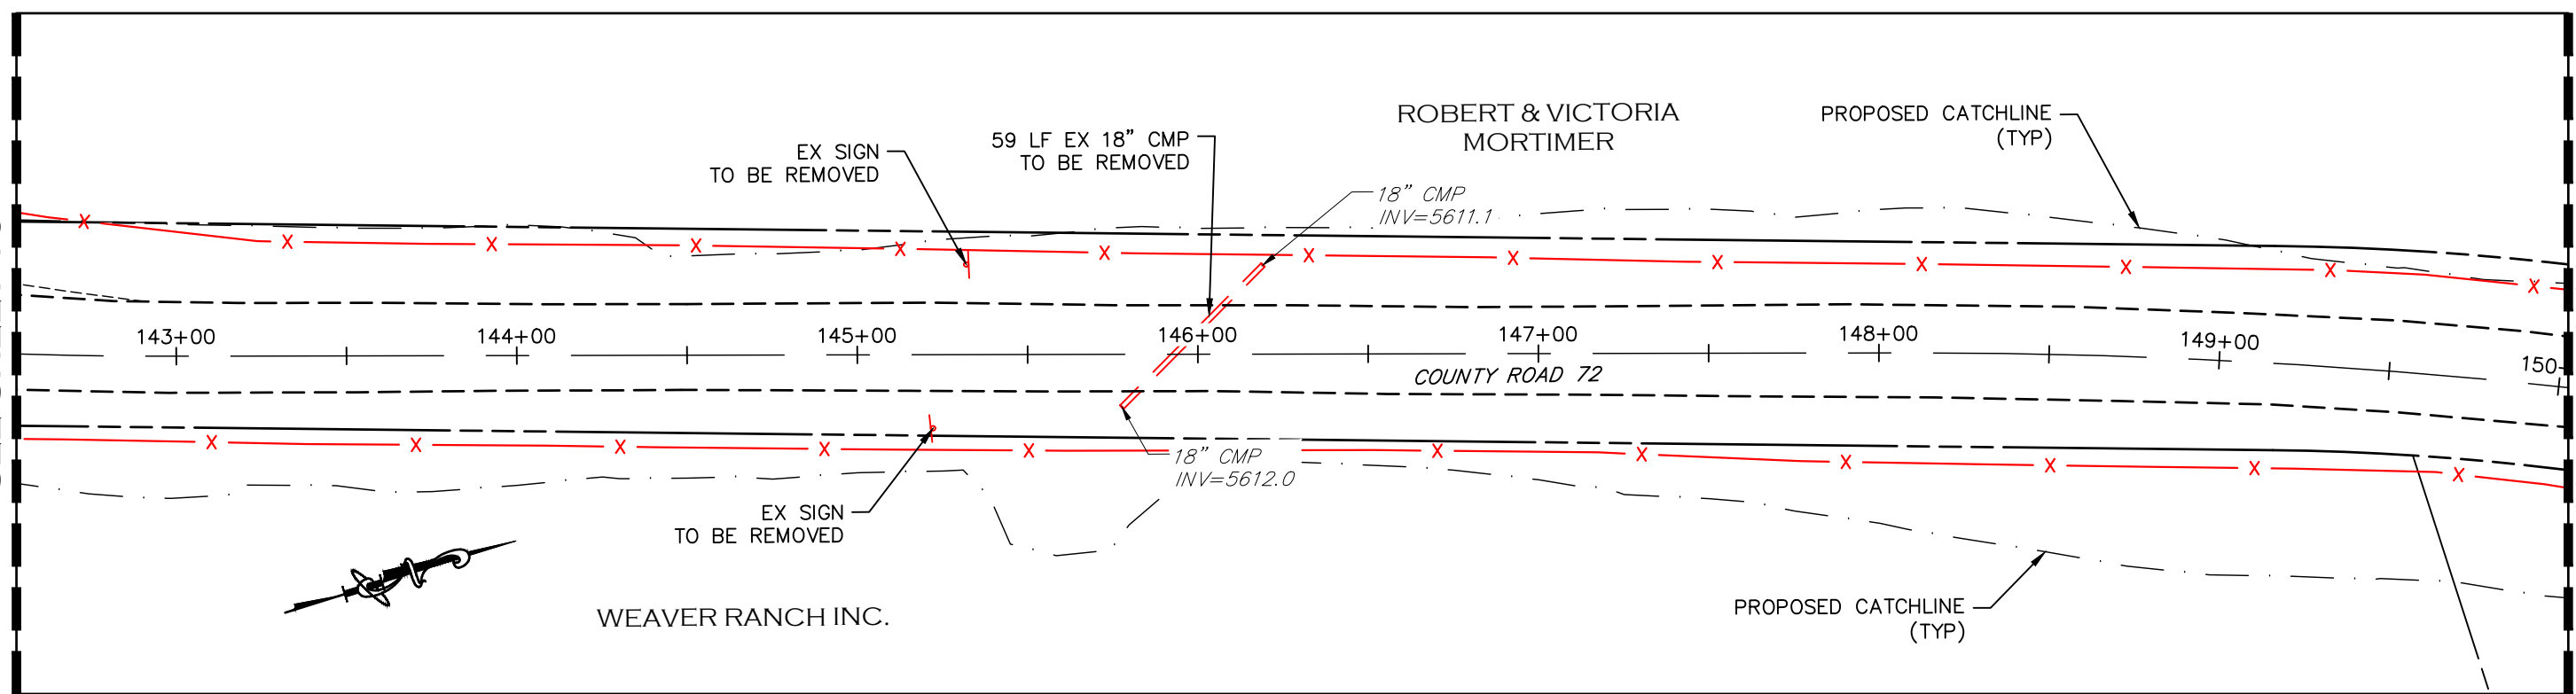 ROBERT & VICTORIA
MORTIMER
PROPOSED CATCHLINE
(TYP)
59 LF EX 18" CMP
TO BE REMOVED
EX SIGN
TO BE REMOVED
18" CMP
INV=5611.1
143+00
144+00
145+00
146+00
147+00
148+00
149+00
150
COUNTY ROAD 72
18" CMP
INV=5612.0
EX SIGN
TO BE REMOVED
WEAVER RANCH INC.
PROPOSED CATCHLINE
(TYP)